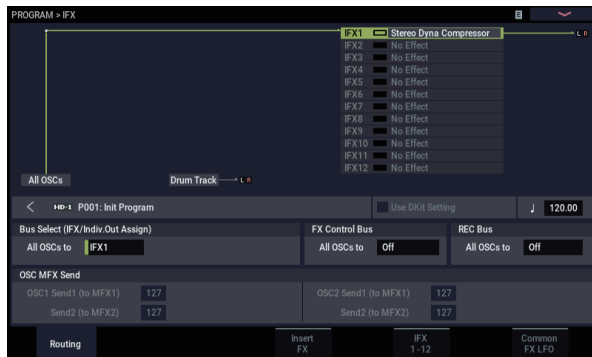 PROGRAM > IFX E
IFX1 Stereo Dyna Compressor L R
IFX2 No Effect
IFX3 No Effect
IFX4 No Effect
IFX5 No Effect
IFX6 No Effect
IFX7 No Effect
IFX8 No Effect
IFX9 No Effect
IFX10 No Effect
IFX11 No Effect
IFX12 No Effect
All OSCs Drum Track L R
HD-1 P001: Init Program Use DKit Setting ♩ 120.00
Bus Select (IFX/Indiv.Out Assign) FX Control Bus REC Bus
All OSCs to IFX1 All OSCs to Off All OSCs to Off
OSC MFX Send
OSC1 Send1 (to MFX1) 127 OSC2 Send1 (to MFX1) 127
Send2 (to MFX2) 127 Send2 (to MFX2) 127
Routing Insert FX IFX 1-12 Common FX LFO